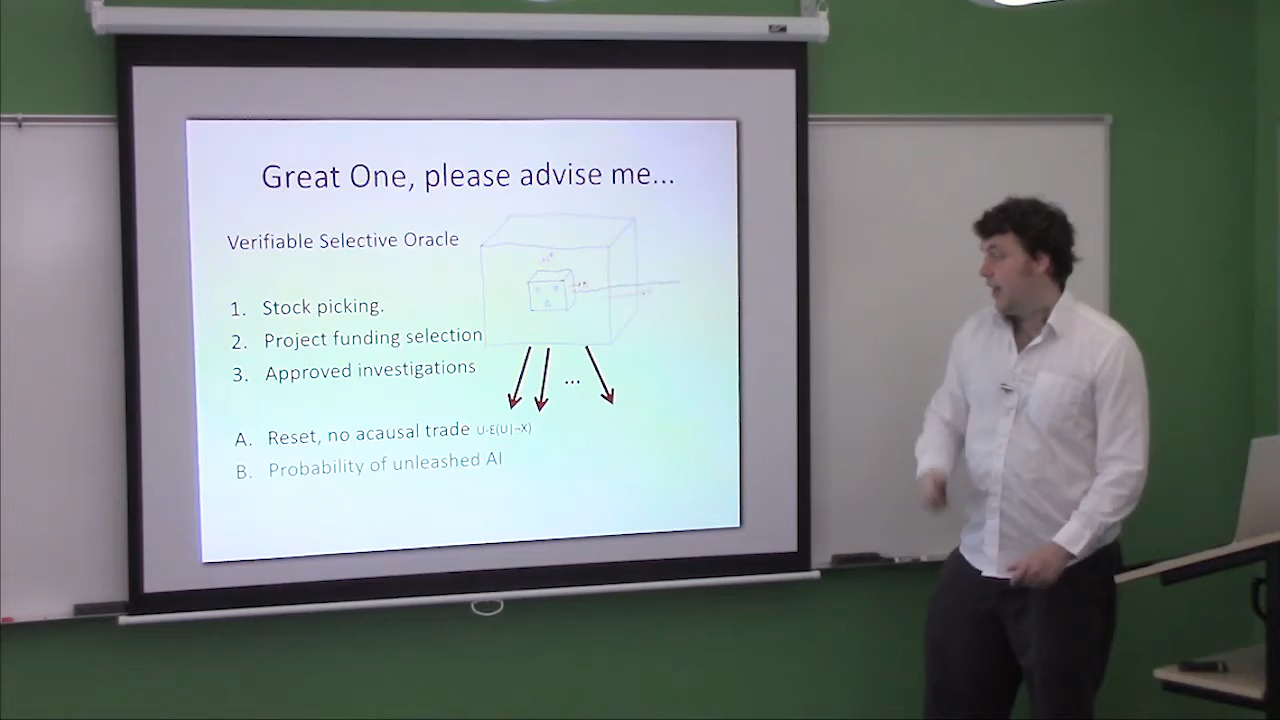 Great One, please advise me...
Verifiable Selective Oracle
1. Stock picking.
2. Project funding selection
3. Approved investigations
...
A. Reset, no acausal trade U-E(U|¬X)
B. Probability of unleashed AI